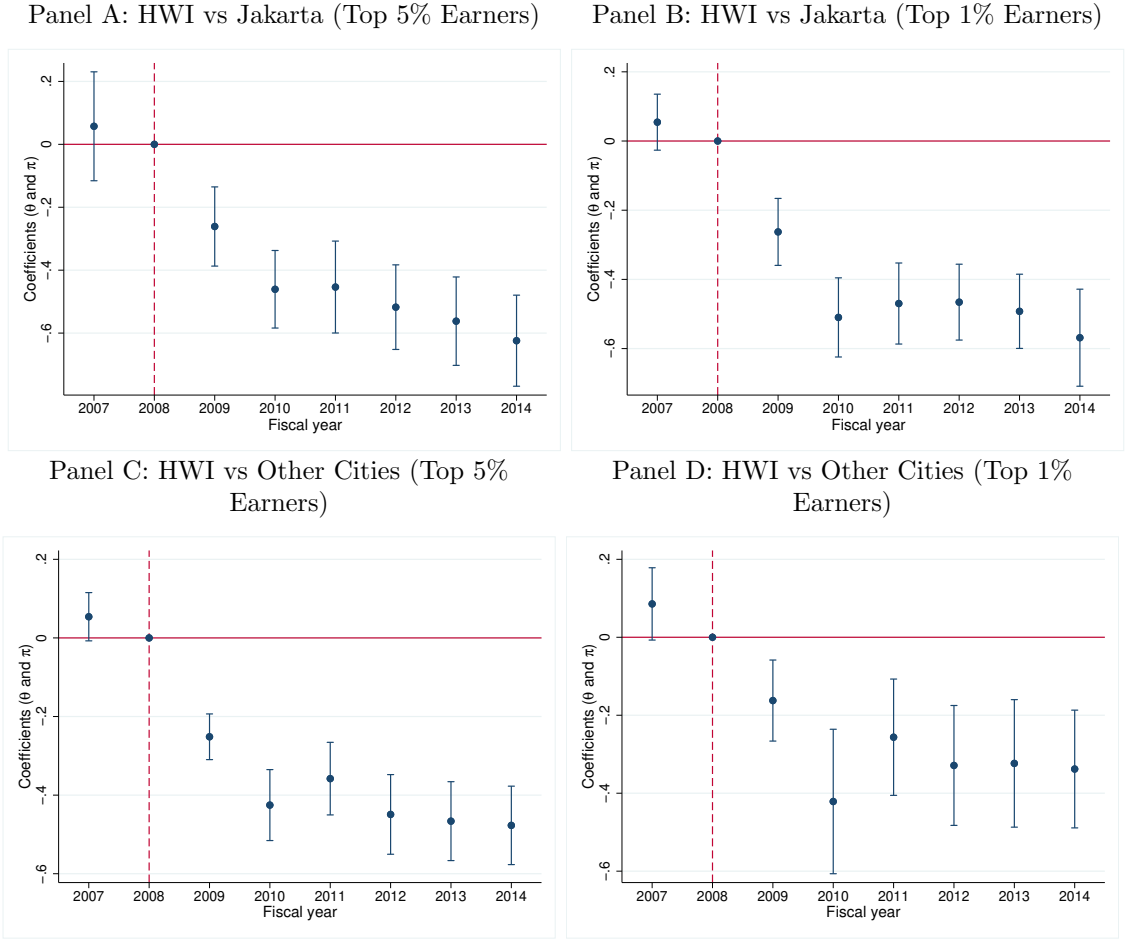 Panel A: HWI vs Jakarta (Top 5% Earners)
Coefficients (θ and π)
.2
0
-.2
-.4
-.6
2007 2008 2009 2010 2011 2012 2013 2014
Fiscal year
Panel B: HWI vs Jakarta (Top 1% Earners)
Coefficients (θ and π)
.2
0
-.2
-.4
-.6
2007 2008 2009 2010 2011 2012 2013 2014
Fiscal year
Panel C: HWI vs Other Cities (Top 5%
Earners)
Coefficients (θ and π)
.2
0
-.2
-.4
-.6
2007 2008 2009 2010 2011 2012 2013 2014
Fiscal year
Panel D: HWI vs Other Cities (Top 1%
Earners)
Coefficients (θ and π)
.2
0
-.2
-.4
-.6
2007 2008 2009 2010 2011 2012 2013 2014
Fiscal year